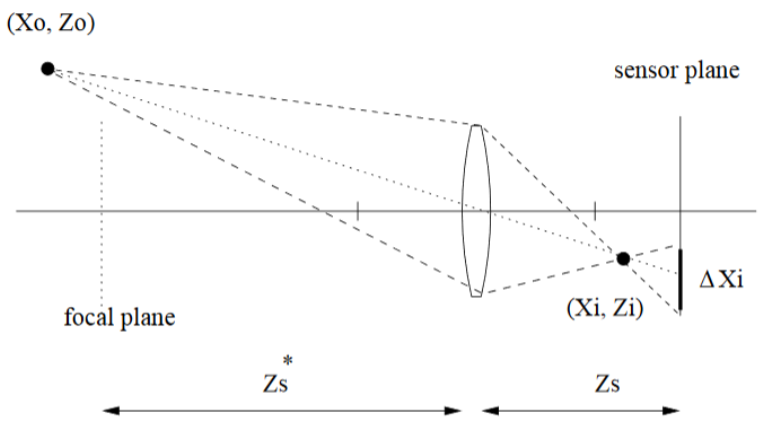 (Xo, Zo)
sensor plane
ΔXi
(Xi, Zi)
focal plane
*
Zs
Zs